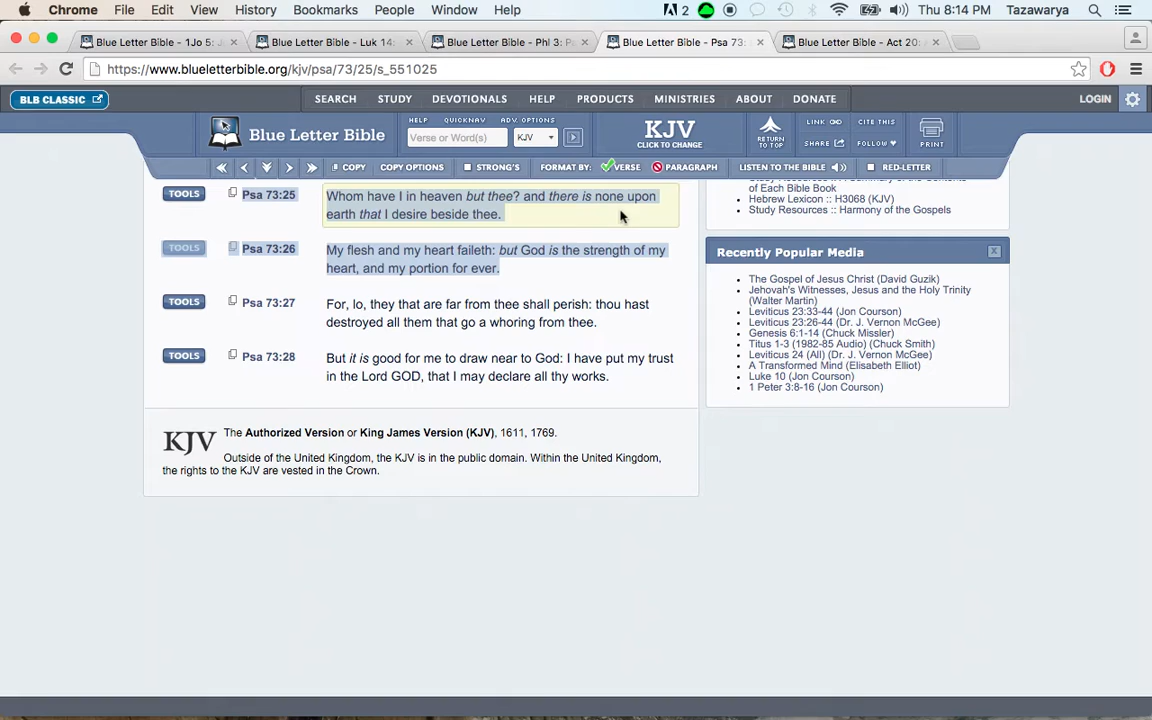 Chrome File Edit View History Bookmarks People Window Help 2 Thu 8:14 PM Tazawarya
Blue Letter Bible - 1Jo 5: J × Blue Letter Bible - Luk 14: × Blue Letter Bible - Phl 3: P × Blue Letter Bible - Psa 73: × Blue Letter Bible - Act 20: ×
https://www.blueletterbible.org/kjv/psa/73/25/s_551025
BLB CLASSIC SEARCH STUDY DEVOTIONALS HELP PRODUCTS MINISTRIES ABOUT DONATE LOGIN
HELP QUICKNAV ADV. OPTIONS
Blue Letter Bible Verse or Word(s) KJV
KJV
CLICK TO CHANGE
RETURN
TO TOP
LINK CITE THIS
SHARE FOLLOW
PRINT
COPY COPY OPTIONS STRONG'S FORMAT BY: VERSE PARAGRAPH LISTEN TO THE BIBLE RED-LETTER
TOOLS Psa 73:25 Whom have I in heaven but thee? and there is none upon
earth that I desire beside thee.
TOOLS Psa 73:26 My flesh and my heart faileth: but God is the strength of my
heart, and my portion for ever.
TOOLS Psa 73:27 For, lo, they that are far from thee shall perish: thou hast
destroyed all them that go a whoring from thee.
TOOLS Psa 73:28 But it is good for me to draw near to God: I have put my trust
in the Lord GOD, that I may declare all thy works.
KJV The Authorized Version or King James Version (KJV), 1611, 1769.
Outside of the United Kingdom, the KJV is in the public domain. Within the United Kingdom,
the rights to the KJV are vested in the Crown.
of Each Bible Book
Hebrew Lexicon :: H3068 (KJV)
Study Resources :: Harmony of the Gospels
Recently Popular Media
The Gospel of Jesus Christ (David Guzik)
Jehovah's Witnesses, Jesus and the Holy Trinity
(Walter Martin)
Leviticus 23:33-44 (Jon Courson)
Leviticus 23:26-44 (Dr. J. Vernon McGee)
Genesis 6:1-14 (Chuck Missler)
Titus 1-3 (1982-85 Audio) (Chuck Smith)
Leviticus 24 (All) (Dr. J. Vernon McGee)
A Transformed Mind (Elisabeth Elliot)
Luke 10 (Jon Courson)
1 Peter 3:8-16 (Jon Courson)